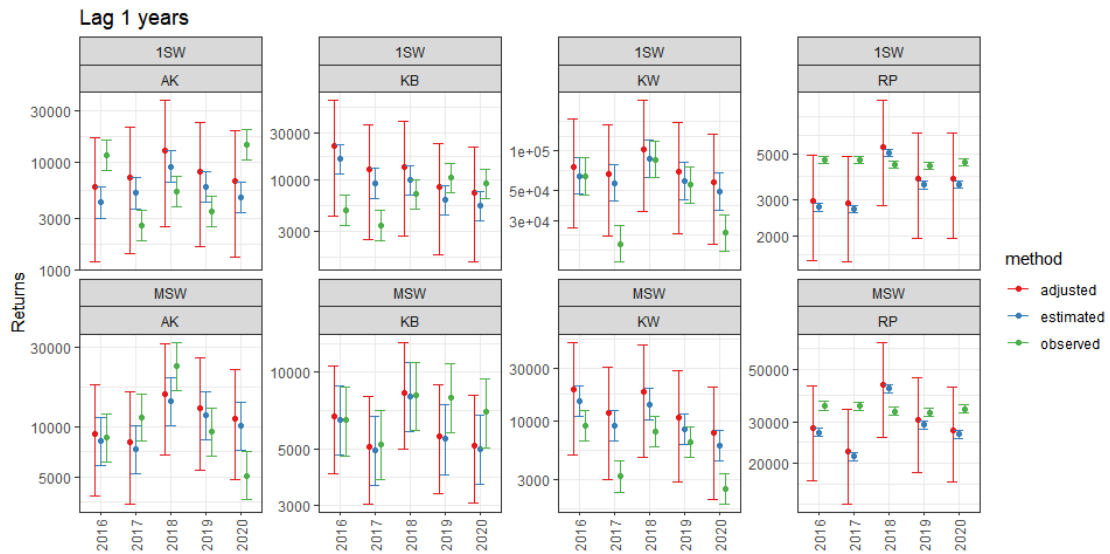 Lag 1 years
1SW 1SW 1SW 1SW
AK KB KW RP
30000
10000
3000
1000
30000
10000
3000
1e+05
5e+04
3e+04
5000
3000
2000
MSW MSW MSW MSW
AK KB KW RP
30000
10000
5000
10000
5000
3000
30000
10000
3000
30000
20000
2016 2017 2018 2019 2020
2016 2017 2018 2019 2020
2016 2017 2018 2019 2020
2016 2017 2018 2019 2020
Returns
method
adjusted
estimated
observed